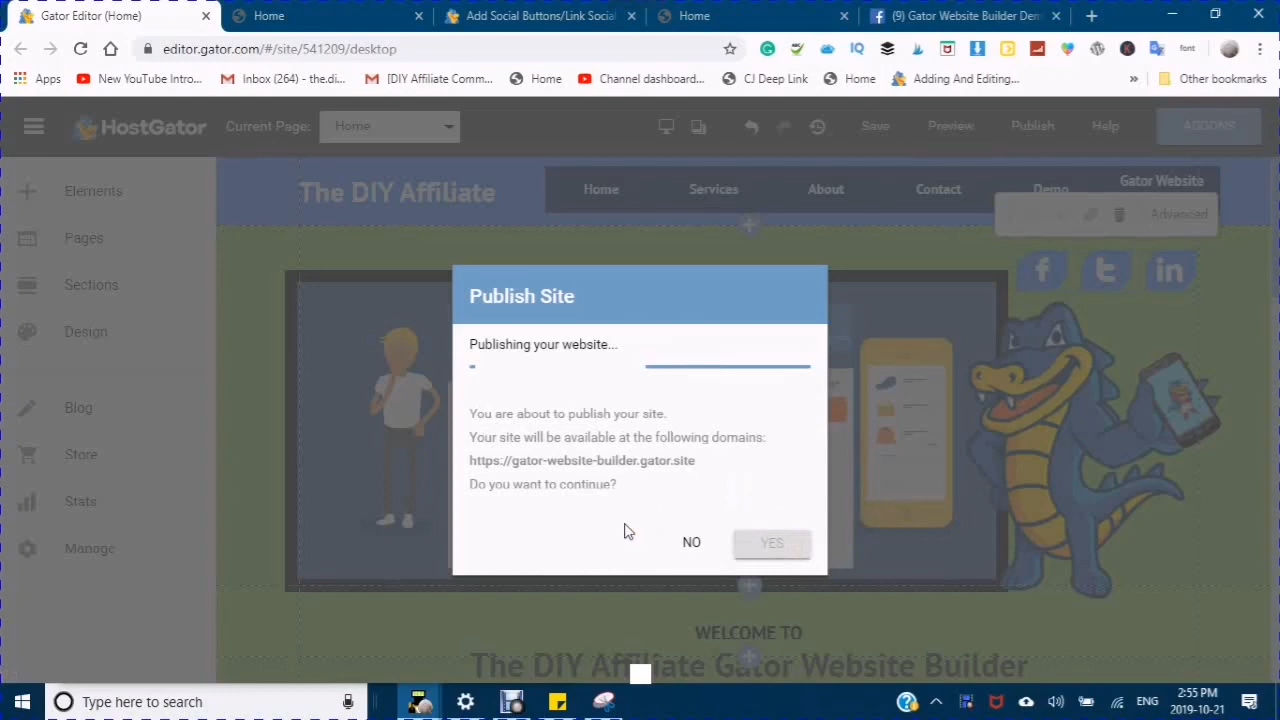 Gator Editor (Home)
Home
Add Social Buttons/Link Social
Home
(9) Gator Website Builder Dem
editor.gator.com/#/site/541209/desktop
IQ
font
Apps
New YouTube Intro...
Inbox (264) - the.di...
[DIY Affiliate Comm...
Home
Channel dashboard...
CJ Deep Link
Home
Adding And Editing...
»
Other bookmarks
HostGator
Current Page:
Home
Save
Preview
Publish
Help
ADDONS
Elements
Pages
Sections
Design
Blog
Store
Stats
Manage
The DIY Affiliate
Home
Services
About
Contact
Demo
Gator Website
Advanced
Publish Site
Publishing your website...
You are about to publish your site.
Your site will be available at the following domains:
https://gator-website-builder.gator.site
Do you want to continue?
NO
YES
WELCOME TO
The DIY Affiliate Gator Website Builder
Type here to search
ENG
2:55 PM
2019-10-21